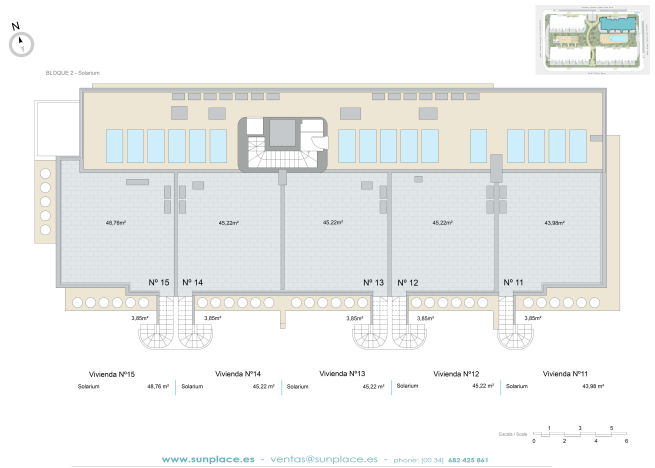 N
BLOQUE 2 - Solarium
48,76m²
45,22m²
45,22m²
45,22m²
43,98m²
Nº 15
Nº 14
Nº 13
Nº 12
Nº 11
3,85m²
3,85m²
3,85m²
3,85m²
3,85m²
Vivienda Nº15
Vivienda Nº14
Vivienda Nº13
Vivienda Nº12
Vivienda Nº11
Solarium 48,76 m²
Solarium 45,22 m²
Solarium 45,22 m²
Solarium 45,22 m²
Solarium 43,98 m²
Escala / Scale
1 3 5
0 2 4 6
www.sunplace.es - ventas@sunplace.es - phone: (00 34) 682 425 861